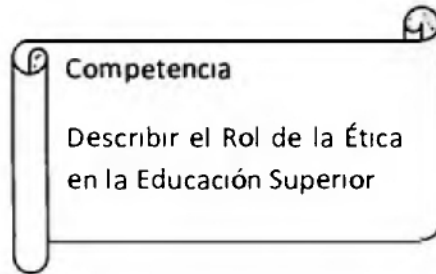 Competencia
Describir el Rol de la Ética
en la Educación Superior